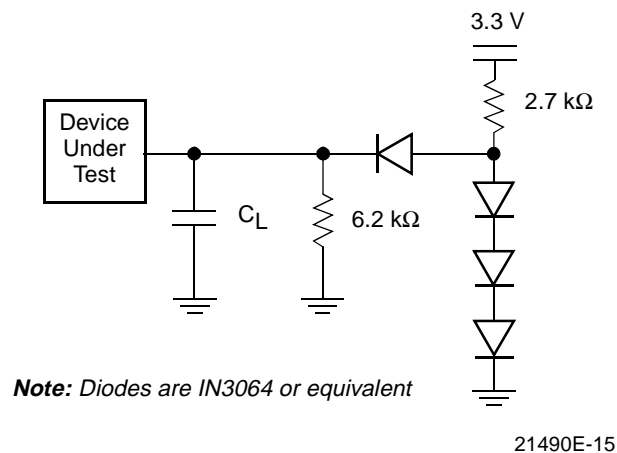 3.3 V
2.7 kΩ
Device
Under
Test
CL
6.2 kΩ
Note: Diodes are IN3064 or equivalent
21490E-15